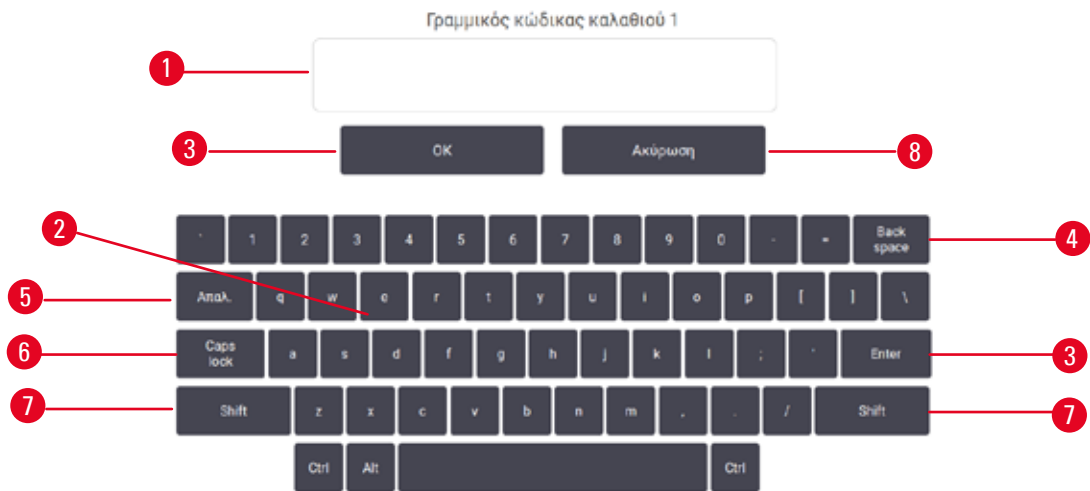 Γραμμικός κώδικας καλαθιού 1
1
3 OK Ακύρωση 8
2
` 1 2 3 4 5 6 7 8 9 0 - = Back space 4
5 Απαλ. q w e r t y u i o p [ ] \
6 Caps lock a s d f g h j k l ; ' Enter 3
7 Shift z x c v b n m , . / Shift 7
Ctrl Alt Ctrl